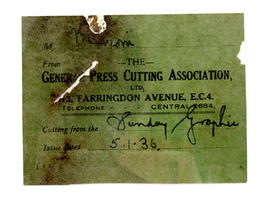 M
From —THE—
GENERAL PRESS CUTTING ASSOCIATION,
LTD,
FARRINGDON AVENUE, E.C.4.
TELEPHONE CENTRAL 2684.
Cutting from the Sunday Graphic
Issue dated 5.1.36.